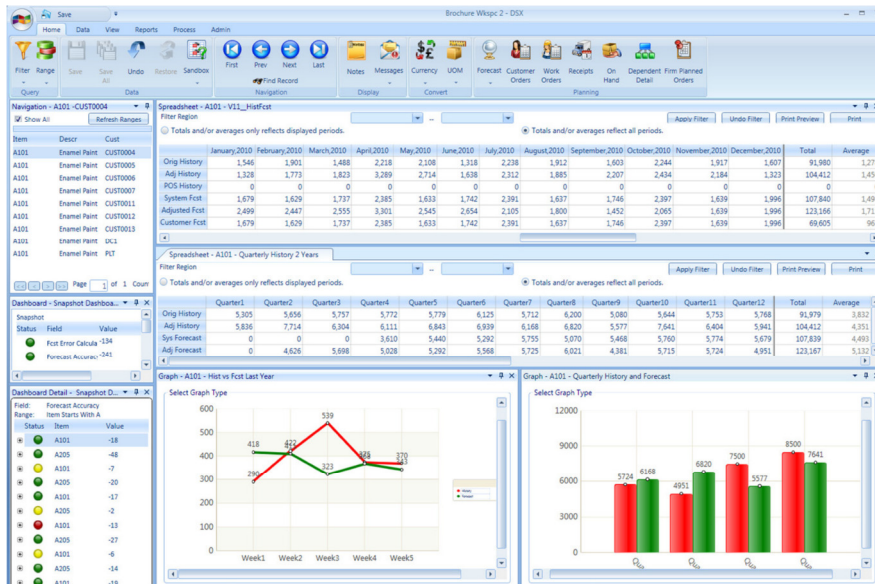 Save
Brochure Wkspc 2 - DSX
Home Data View Reports Process Admin
Filter Range Save Save All Undo Restore Sandbox First Prev Next Last Notes Messages Currency UOM Forecast Customer Orders Work Orders Receipts On Hand Dependent Detail Firm Planned Orders
Find Record
Query Data Navigation Display Convert Planning
Navigation - A101 -CUST0004
Show All Refresh Ranges
Item Descr Cust
A101 Enamel Paint CUST0004
A101 Enamel Paint CUST0005
A101 Enamel Paint CUST0006
A101 Enamel Paint CUST0007
A101 Enamel Paint CUST0011
A101 Enamel Paint CUST0012
A101 Enamel Paint CUST0013
A101 Enamel Paint DC1
A101 Enamel Paint PLT
Page 1 of 1 Coun
Spreadsheet - A101 - V11__HistFcst
Filter Region -- Apply Filter Undo Filter Print Preview Print
Totals and/or averages only reflects displayed periods. Totals and/or averages reflect all periods.
January,2010 February,2010 March,2010 April,2010 May,2010 June,2010 July,2010 August,2010 September,2010 October,2010 November,2010 December,2010 Total Average
Orig History 1,546 1,901 1,488 2,218 2,108 1,318 2,238 1,912 1,603 2,244 1,917 1,607 91,980 1,27
Adj History 1,328 1,773 1,823 3,289 2,714 1,638 2,312 1,885 2,207 2,434 2,184 1,323 104,412 1,45
POS History 0 0 0 0 0 0 0 0 0 0 0 0 0
System Fcst 1,679 1,629 1,737 2,385 1,633 1,742 2,391 1,637 1,746 2,397 1,639 1,996 107,840 1,49
Adjusted Fcst 2,499 2,447 2,555 3,301 2,545 2,654 2,105 1,800 1,452 2,065 1,639 1,996 123,166 1,71
Customer Fcst 1,679 1,629 1,737 2,385 1,633 1,742 2,391 1,637 1,746 2,397 1,639 1,996 69,605 96
Spreadsheet - A101 - Quarterly History 2 Years
Filter Region -- Apply Filter Undo Filter Print Preview Print
Totals and/or averages only reflects displayed periods. Totals and/or averages reflect all periods.
Quarter1 Quarter2 Quarter3 Quarter4 Quarter5 Quarter6 Quarter7 Quarter8 Quarter9 Quarter10 Quarter11 Quarter12 Total Average
Orig History 5,305 5,656 5,757 5,772 5,779 6,125 5,712 6,200 5,080 5,644 5,753 5,768 91,979 3,832
Adj History 5,836 7,714 6,304 6,111 6,843 6,939 6,168 6,820 5,577 7,641 6,404 5,941 104,412 4,351
Sys Forecast 0 0 0 3,610 5,440 5,292 5,755 5,070 5,468 5,760 5,774 5,679 107,839 4,493
Adj Forecast 0 4,626 5,698 5,028 5,292 5,568 5,725 6,021 4,381 5,715 5,724 4,951 123,167 5,132
Dashboard - Snapshot Dashboa...
Snapshot
Status Field Value
Fcst Error Calcula -134
Forecast Accurac -341
Dashboard Detail - Snapshot D...
Field: Forecast Accuracy
Range: Item Starts With A
Status Item Value
A101 -18
A205 -48
A101 -7
A205 -20
A101 -17
A205 -2
A101 -13
A205 -27
A101 -6
A205 -14
A101 -19
Graph - A101 - Hist vs Fcst Last Year
Select Graph Type
600
500
400
300
200
100
0
418 422 539 370
290 323 343
Week1 Week2 Week3 Week4 Week5
History
Forecast
Graph - A101 - Quarterly History and Forecast
Select Graph Type
12000
9000
6000
3000
0
5724 6168 4951 6820 7500 5577 8500 7641
Qua Qua Qua Qua